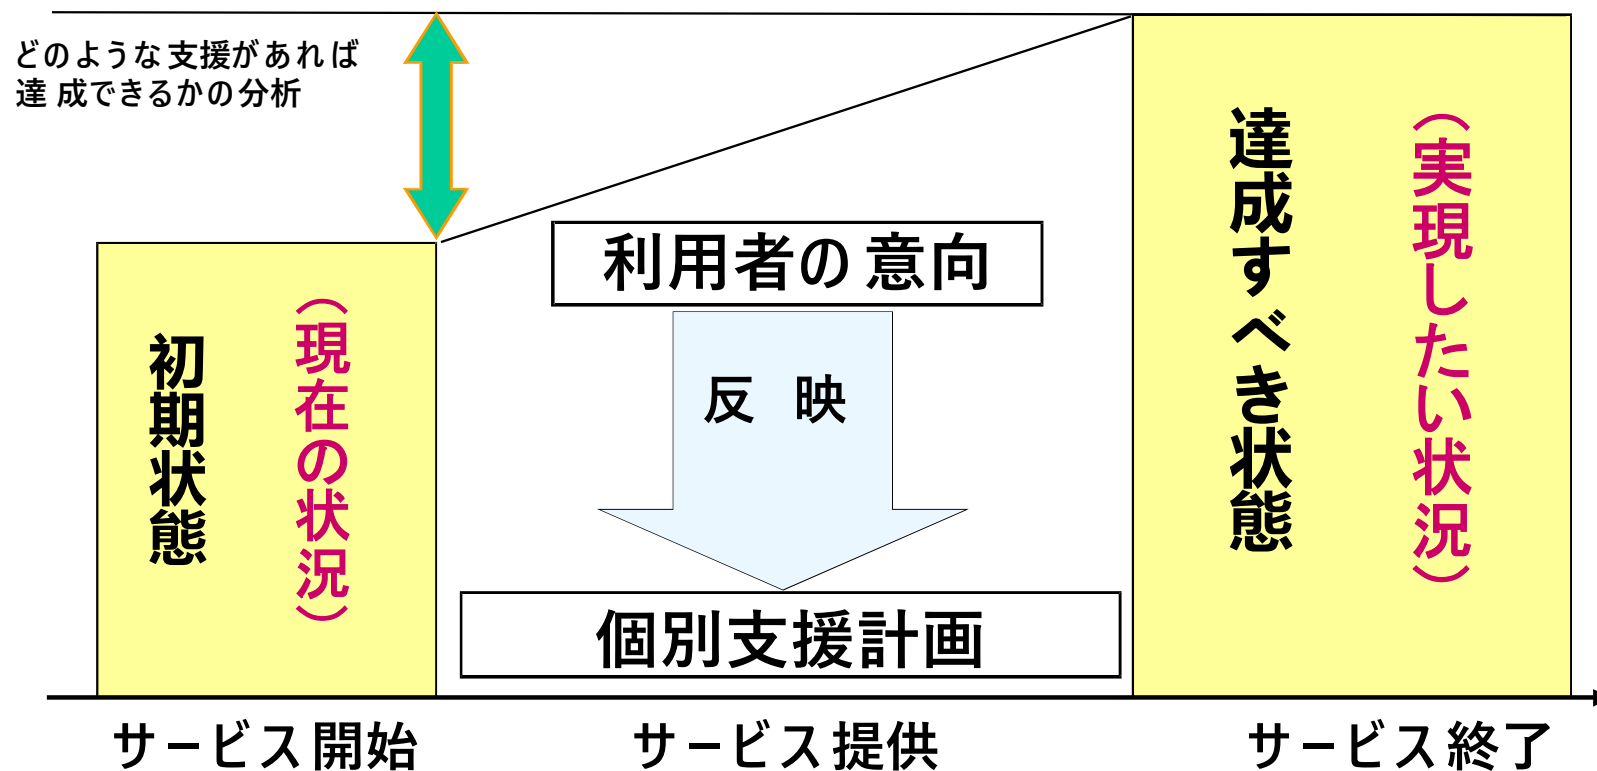 どのような支援があれば
達成できるかの分析
初期状態
（現在の状況）
利用者の意向
反映
個別支援計画
達成すべき状態
（実現したい状況）
サービス開始
サービス提供
サービス終了